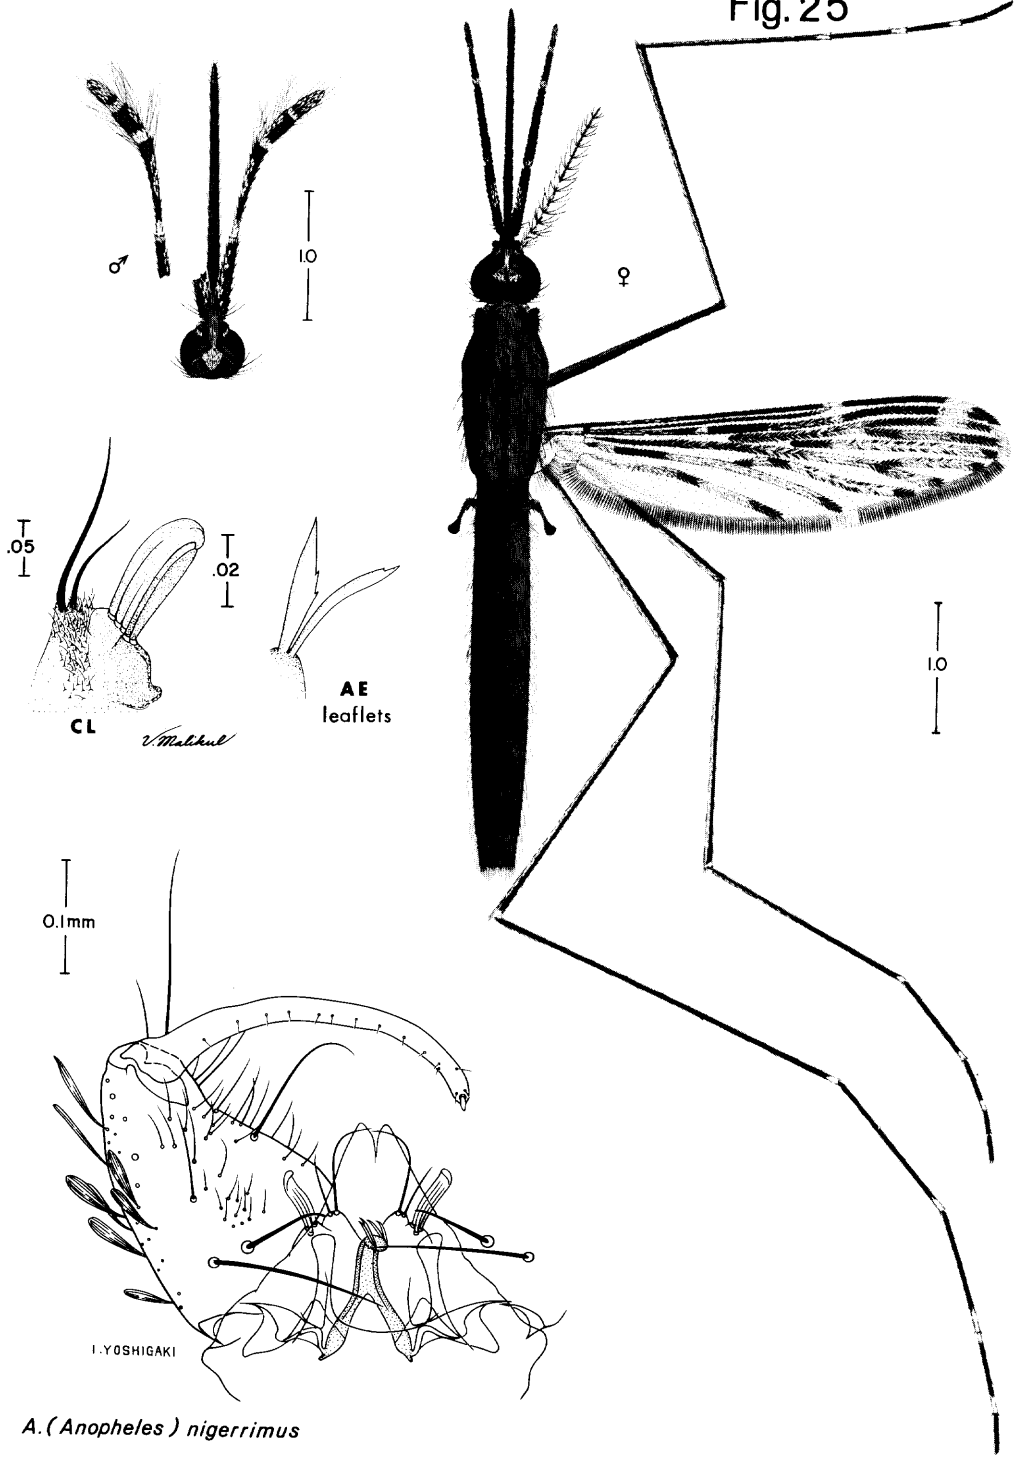 Fig. 25
♂
1.0
♀
.05
.02
CL
AE
leaflets
V. Malikul
1.0
0.1mm
I. YOSHIGAKI
A. (Anopheles) nigerrimus